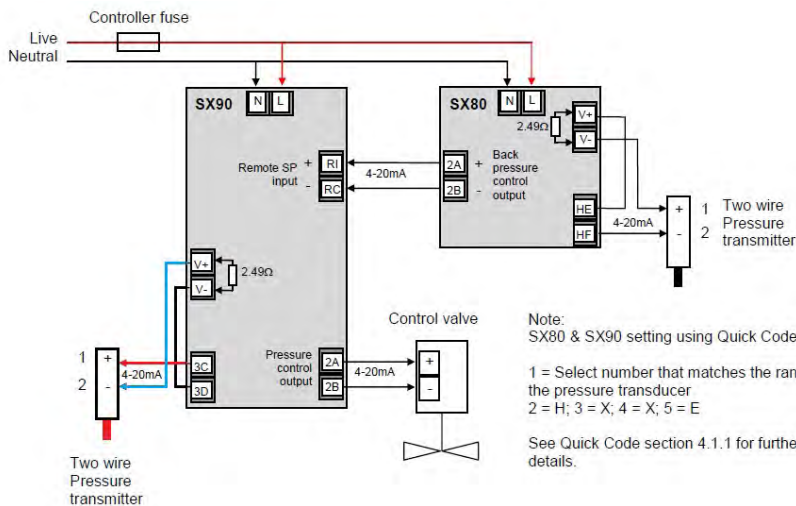 Controller fuse
Live
Neutral
SX90
N L
SX80
N L
2.49Ω
V+
V-
Remote SP
input
+ RI
- RC
4-20mA
2A +
2B -
Back
pressure
control
output
HE
HF
4-20mA
1 +
2 -
Two wire
Pressure
transmitter
V+
V-
2.49Ω
Control valve
Pressure
control
output
2A
2B
4-20mA
+
-
1 +
2 -
4-20mA
3C
3D
Two wire
Pressure
transmitter
Note:
SX80 & SX90 setting using Quick Code
1 = Select number that matches the ran
the pressure transducer
2 = H; 3 = X; 4 = X; 5 = E
See Quick Code section 4.1.1 for furthe
details.